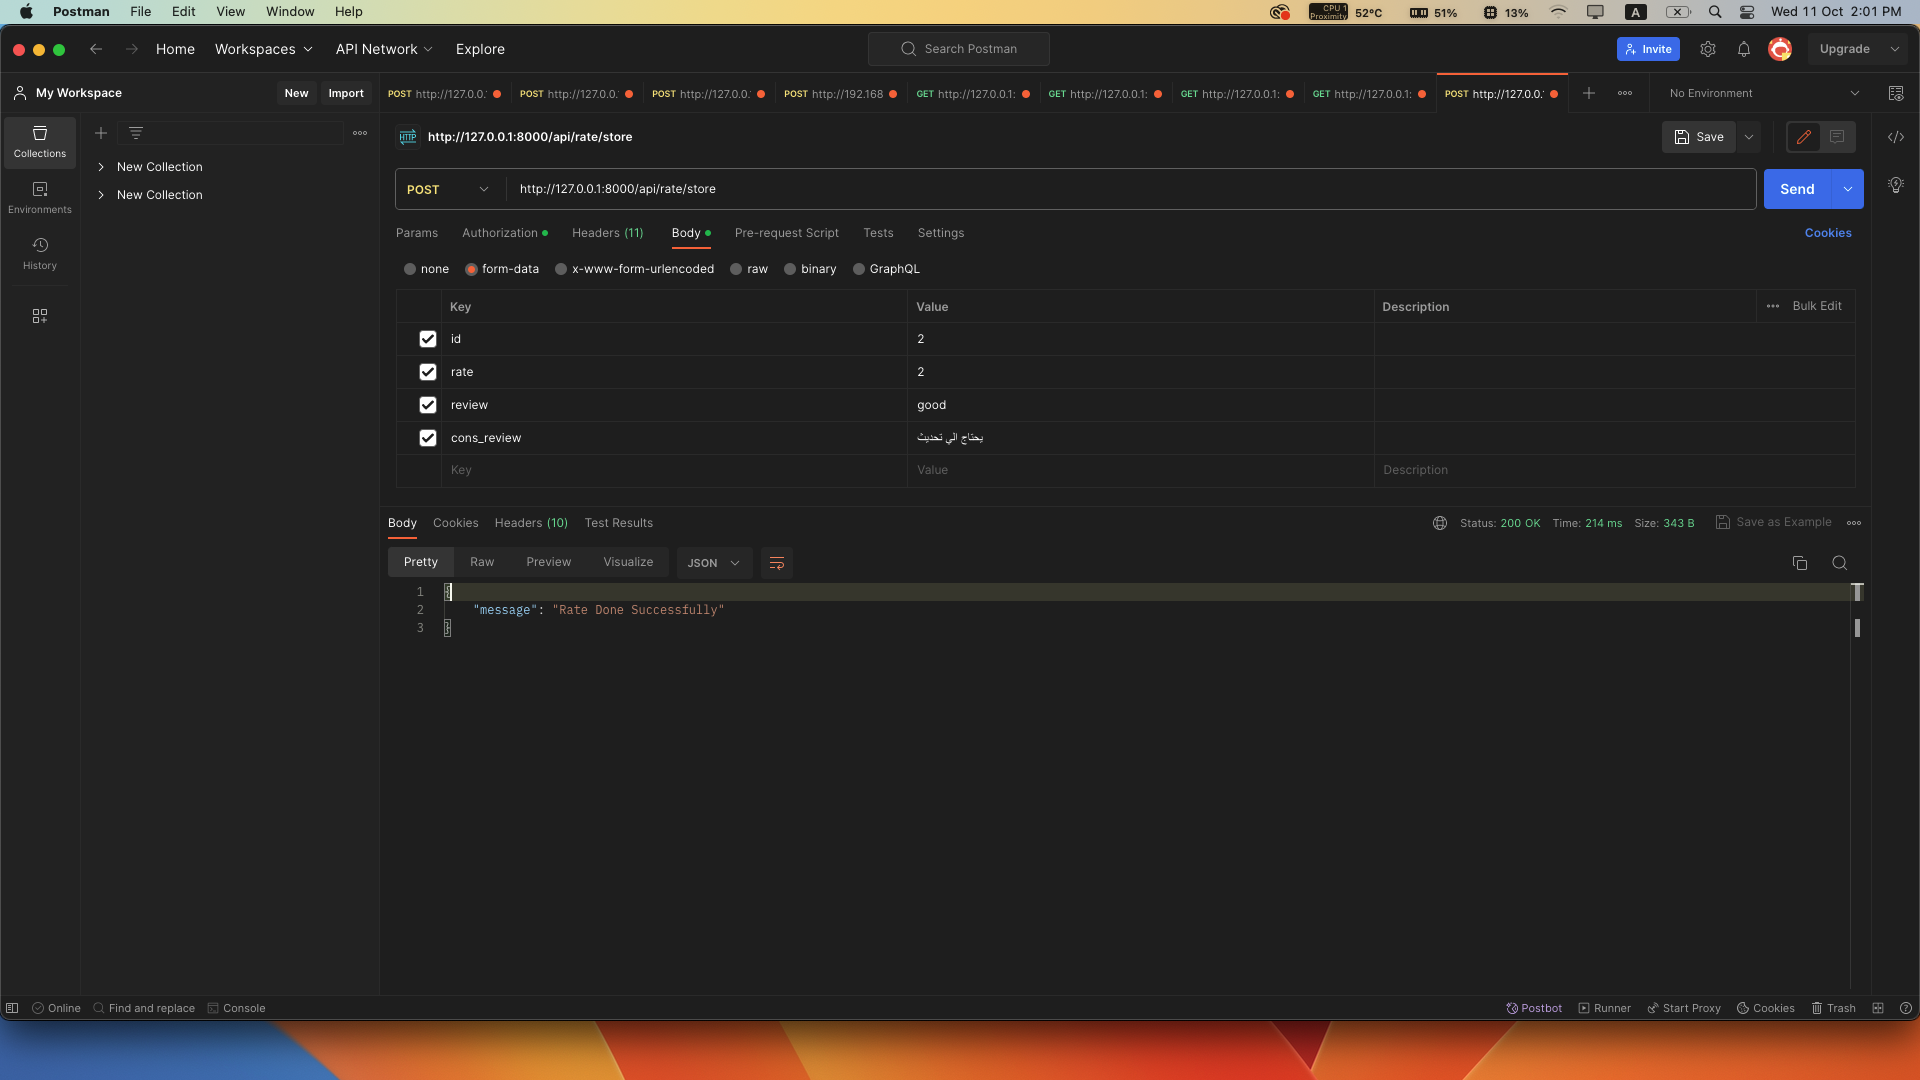 Postman File Edit View Window Help
CPU 1 Proximity 52°C 51% 13% A Wed 11 Oct 2:01 PM
Home Workspaces API Network Explore
Search Postman
Invite Upgrade
My Workspace New Import
POST http://127.0.0.
POST http://127.0.0.
POST http://127.0.0.
POST http://192.168
GET http://127.0.0.1:
GET http://127.0.0.1:
GET http://127.0.0.1:
GET http://127.0.0.1:
POST http://127.0.0.
No Environment
Collections
Environments
History
New Collection
New Collection
HTTP http://127.0.0.1:8000/api/rate/store
Save
POST http://127.0.0.1:8000/api/rate/store
Send
Params Authorization Headers (11) Body Pre-request Script Tests Settings
Cookies
none form-data x-www-form-urlencoded raw binary GraphQL
Key Value Description Bulk Edit
id 2
rate 2
review good
cons_review يحتاج الي تحديث
Key Value Description
Body Cookies Headers (10) Test Results
Status: 200 OK Time: 214 ms Size: 343 B Save as Example
Pretty Raw Preview Visualize JSON
1 {
2 "message": "Rate Done Successfully"
3 }
Online Find and replace Console
Postbot Runner Start Proxy Cookies Trash